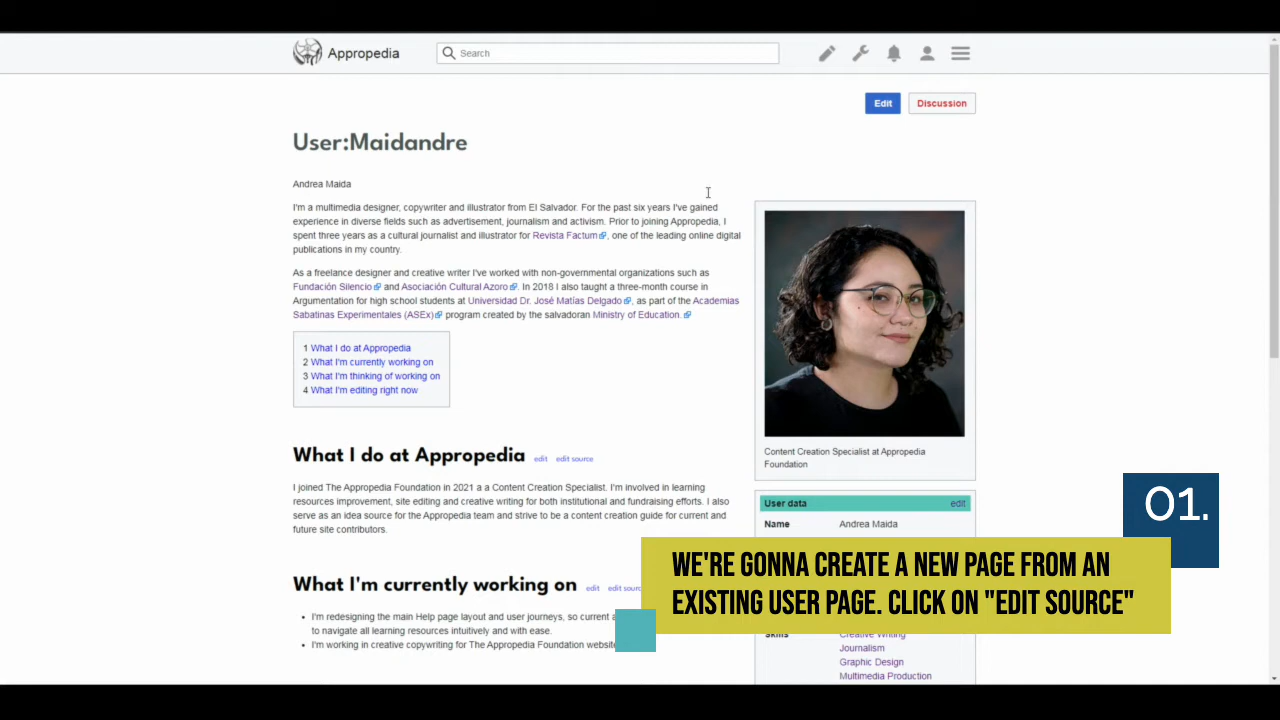 Appropedia
Search
Edit
Discussion
User:Maidandre
Andrea Maida
I'm a multimedia designer, copywriter and illustrator from El Salvador. For the past six years I've gained
experience in diverse fields such as advertisement, journalism and activism. Prior to joining Appropedia, I
spent three years as a cultural journalist and illustrator for Revista Factum, one of the leading online digital
publications in my country.
As a freelance designer and creative writer I've worked with non-governmental organizations such as
Fundación Silencio and Asociación Cultural Azoro. In 2018 I also taught a three-month course in
Argumentation for high school students at Universidad Dr. José Matías Delgado, as part of the Academias
Sabatinas Experimentales (ASEx) program created by the salvadoran Ministry of Education.
1 What I do at Appropedia
2 What I'm currently working on
3 What I'm thinking of working on
4 What I'm editing right now
What I do at Appropedia edit edit source
I joined The Appropedia Foundation in 2021 a a Content Creation Specialist. I'm involved in learning
resources improvement, site editing and creative writing for both institutional and fundraising efforts. I also
serve as an idea source for the Appropedia team and strive to be a content creation guide for current and
future site contributors.
What I'm currently working on edit edit
I'm redesigning the main Help page layout and user journeys, so current
to navigate all learning resources intuitively and with ease.
I'm working in creative copywriting for The Appropedia Foundation website
Content Creation Specialist at Appropedia
Foundation
User data edit
Name Andrea Maida
Skills Creative Writing
Journalism
Graphic Design
Multimedia Production
01.
WE'RE GONNA CREATE A NEW PAGE FROM AN
EXISTING USER PAGE. CLICK ON "EDIT SOURCE"